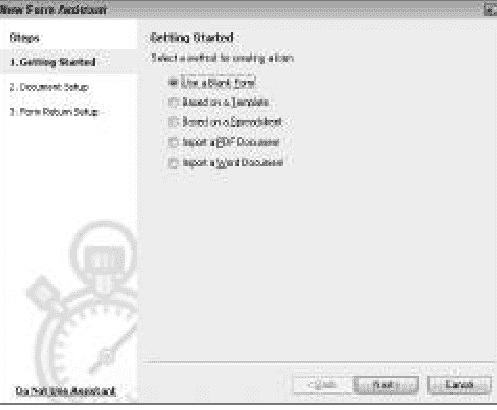 New Form Assistant
Steps
1. Getting Started
2. Document Setup
3. Form Return Setup
Getting Started
Select a method for creating a form
Use a Blank Form
Based on a Template
Based on a Spreadsheet
Import a PDF Document
Import a Word Document
Do Not Use Assistant
< Back
Next >
Cancel